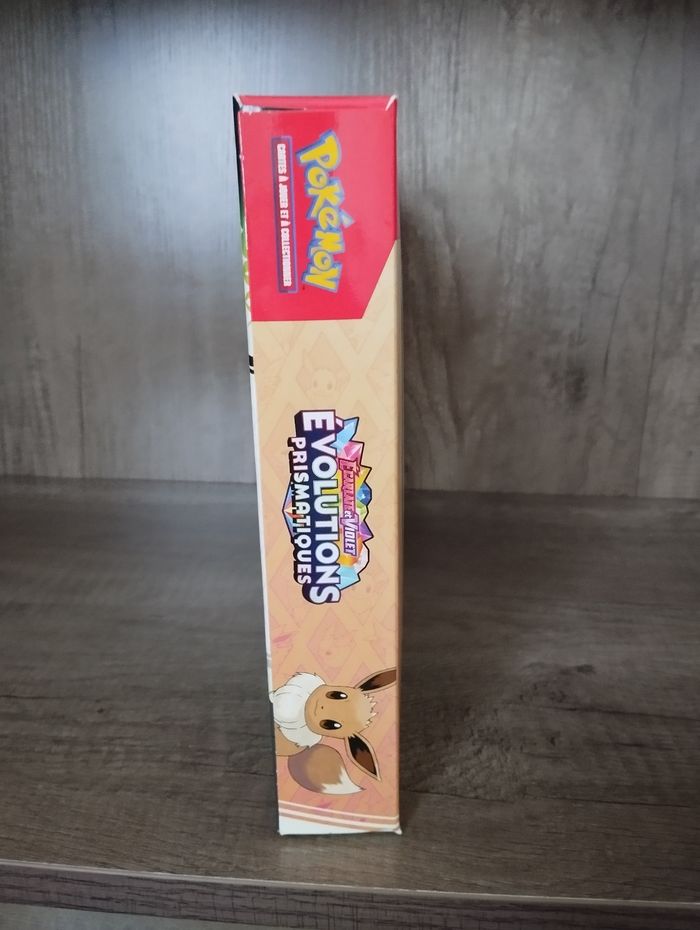 POKÉMON
CARTES À JOUER ET À COLLECTIONNER
ÉCARLATE ET VIOLET
ÉVOLUTIONS
PRISMATIQUES